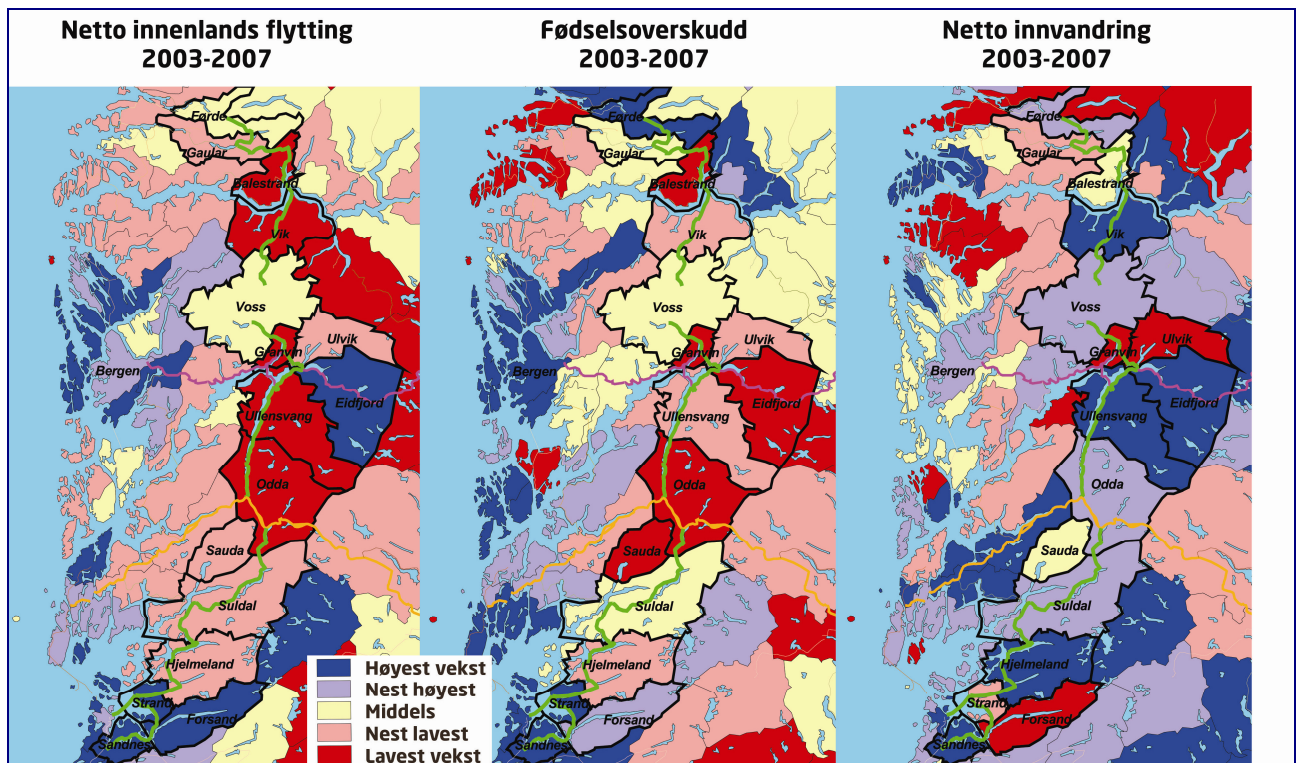 Netto innenlands flytting
2003-2007
Førde
Gaular
Balestrand
Vik
Voss
Granvin
Ulvik
Bergen
Eidfjord
Ullensvang
Odda
Sauda
Suldal
Hjelmeland
Strand
Forsand
Sandnes
Fødselsoverskudd
2003-2007
Førde
Gaular
Balestrand
Vik
Voss
Granvin
Ulvik
Bergen
Eidfjord
Ullensvang
Odda
Sauda
Suldal
Hjelmeland
Strand
Forsand
Sandnes
Netto innvandring
2003-2007
Førde
Gaular
Balestrand
Vik
Voss
Granvin
Ulvik
Bergen
Eidfjord
Ullensvang
Odda
Sauda
Suldal
Hjelmeland
Strand
Forsand
Sandnes
Høyest vekst
Nest høyest
Middels
Nest lavest
Lavest vekst